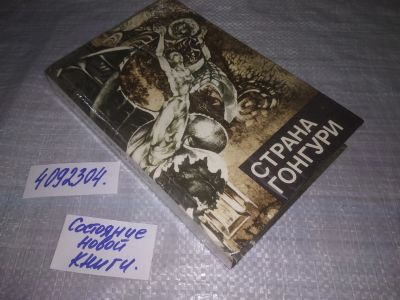 СТРАНА
ГОНГУРИ
4092304.
Состояние
новой
книги.